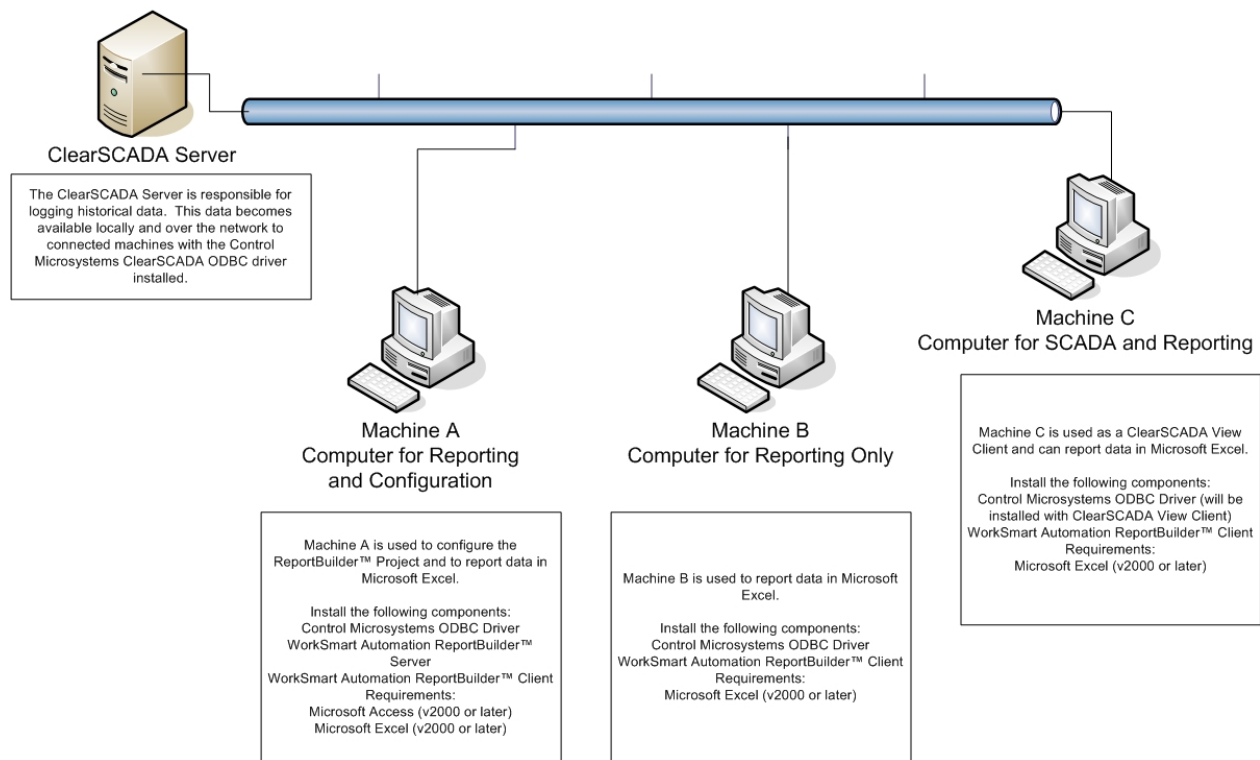 ClearSCADA Server
The ClearSCADA Server is responsible for
logging historical data.  This data becomes
available locally and over the network to
connected machines with the Control
Microsystems ClearSCADA ODBC driver
installed.
Machine A
Computer for Reporting
and Configuration
Machine A is used to configure the
ReportBuilder™ Project and to report data in
Microsoft Excel.
Install the following components:
Control Microsystems ODBC Driver
WorkSmart Automation ReportBuilder™
Server
WorkSmart Automation ReportBuilder™ Client
Requirements:
Microsoft Access (v2000 or later)
Microsoft Excel (v2000 or later)
Machine B
Computer for Reporting Only
Machine B is used to report data in Microsoft
Excel.
Install the following components:
Control Microsystems ODBC Driver
WorkSmart Automation ReportBuilder™ Client
Requirements:
Microsoft Excel (v2000 or later)
Machine C
Computer for SCADA and Reporting
Machine C is used as a ClearSCADA View
Client and can report data in Microsoft Excel.
Install the following components:
Control Microsystems ODBC Driver (will be
installed with ClearSCADA View Client)
WorkSmart Automation ReportBuilder™ Client
Requirements:
Microsoft Excel (v2000 or later)